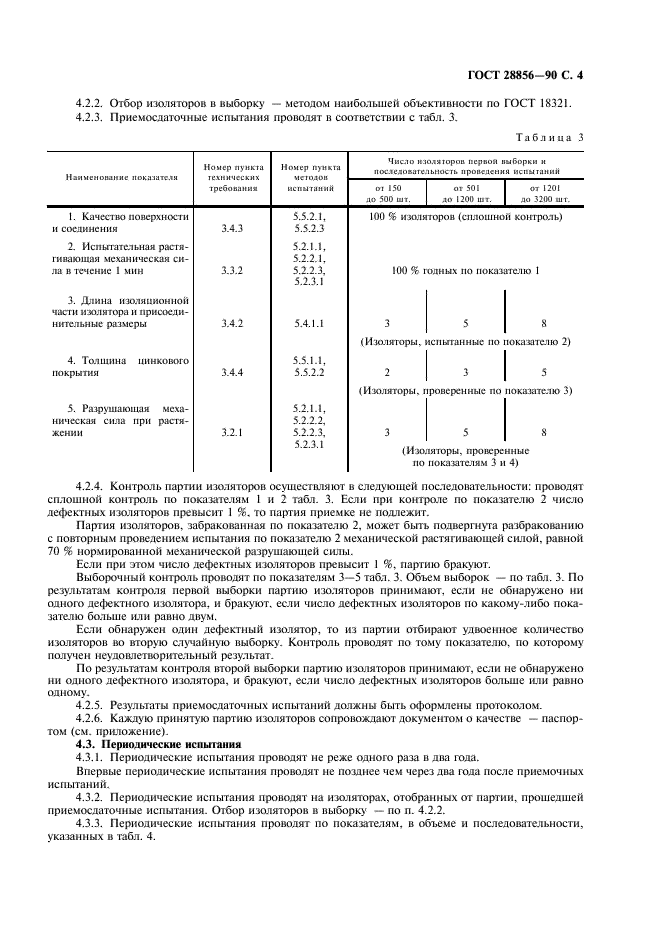 ГОСТ 28856—90 С. 4
4.2.2. Отбор изоляторов в выборку — методом наибольшей объективности по ГОСТ 18321.
4.2.3. Приемосдаточные испытания проводят в соответствии с табл. 3.
Таблица 3
Наименование показателя
Номер пункта
технических
требования
Номер пункта
методов
испытаний
Число изоляторов первой выборки и
последовательность проведения испытаний
от 150
до 500 шт.
от 501
до 1200 шт.
от 1201
до 3200 шт.
1. Качество поверхности
и соединения
3.4.3
5.5.2.1,
5.5.2.3
100 % изоляторов (сплошной контроль)
2. Испытательная растя-
гивающая механическая си-
ла в течение 1 мин
3.3.2
5.2.1.1,
5.2.2.1,
5.2.2.3,
5.2.3.1
100 % годных по показателю 1
3. Длина изоляционной
части изолятора и присоеди-
нительные размеры
3.4.2
5.4.1.1
3
5
8
(Изоляторы, испытанные по показателю 2)
4. Толщина цинкового
покрытия
3.4.4
5.5.1.1,
5.5.2.2
2
3
5
(Изоляторы, проверенные по показателю 3)
5. Разрушающая меха-
ническая сила при растя-
жении
3.2.1
5.2.1.1,
5.2.2.2,
5.2.2.3,
5.2.3.1
3
5
8
(Изоляторы, проверенные
по показателям 3 и 4)
4.2.4. Контроль партии изоляторов осуществляют в следующей последовательности: проводят
сплошной контроль по показателям 1 и 2 табл. 3. Если при контроле по показателю 2 число
дефектных изоляторов превысит 1 %, то партия приемке не подлежит.
Партия изоляторов, забракованная по показателю 2, может быть подвергнута разбракованию
с повторным проведением испытания по показателю 2 механической растягивающей силой, равной
70 % нормированной механической разрушающей силы.
Если при этом число дефектных изоляторов превысит 1 %, партию бракуют.
Выборочный контроль проводят по показателям 3—5 табл. 3. Объем выборок — по табл. 3. По
результатам контроля первой выборки партию изоляторов принимают, если не обнаружено ни
одного дефектного изолятора, и бракуют, если число дефектных изоляторов по какому-либо пока-
зателю больше или равно двум.
Если обнаружен один дефектный изолятор, то из партии отбирают удвоенное количество
изоляторов во вторую случайную выборку. Контроль проводят по тому показателю, по которому
получен неудовлетворительный результат.
По результатам контроля второй выборки партию изоляторов принимают, если не обнаружено
ни одного дефектного изолятора, и бракуют, если число дефектных изоляторов больше или равно
одному.
4.2.5. Результаты приемосдаточных испытаний должны быть оформлены протоколом.
4.2.6. Каждую принятую партию изоляторов сопровождают документом о качестве — паспор-
том (см. приложение).
4.3. Периодические испытания
4.3.1. Периодические испытания проводят не реже одного раза в два года.
Впервые периодические испытания проводят не позднее чем через два года после приемочных
испытаний.
4.3.2. Периодические испытания проводят на изоляторах, отобранных от партии, прошедшей
приемосдаточные испытания. Отбор изоляторов в выборку — по п. 4.2.2.
4.3.3. Периодические испытания проводят по показателям, в объеме и последовательности,
указанных в табл. 4.